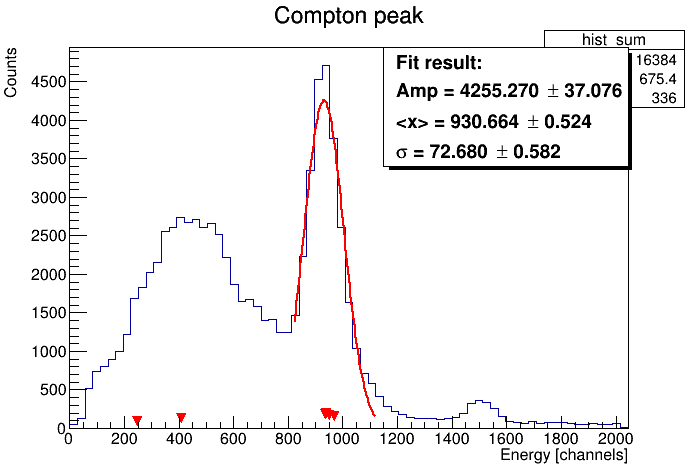 Compton peak
hist_sum
16384
675.4
336
Fit result:
Amp = 4255.270 ± 37.076
<x> = 930.664 ± 0.524
σ = 72.680 ± 0.582
Counts
4500
4000
3500
3000
2500
2000
1500
1000
500
0
0 200 400 600 800 1000 1200 1400 1600 1800 2000
Energy [channels]